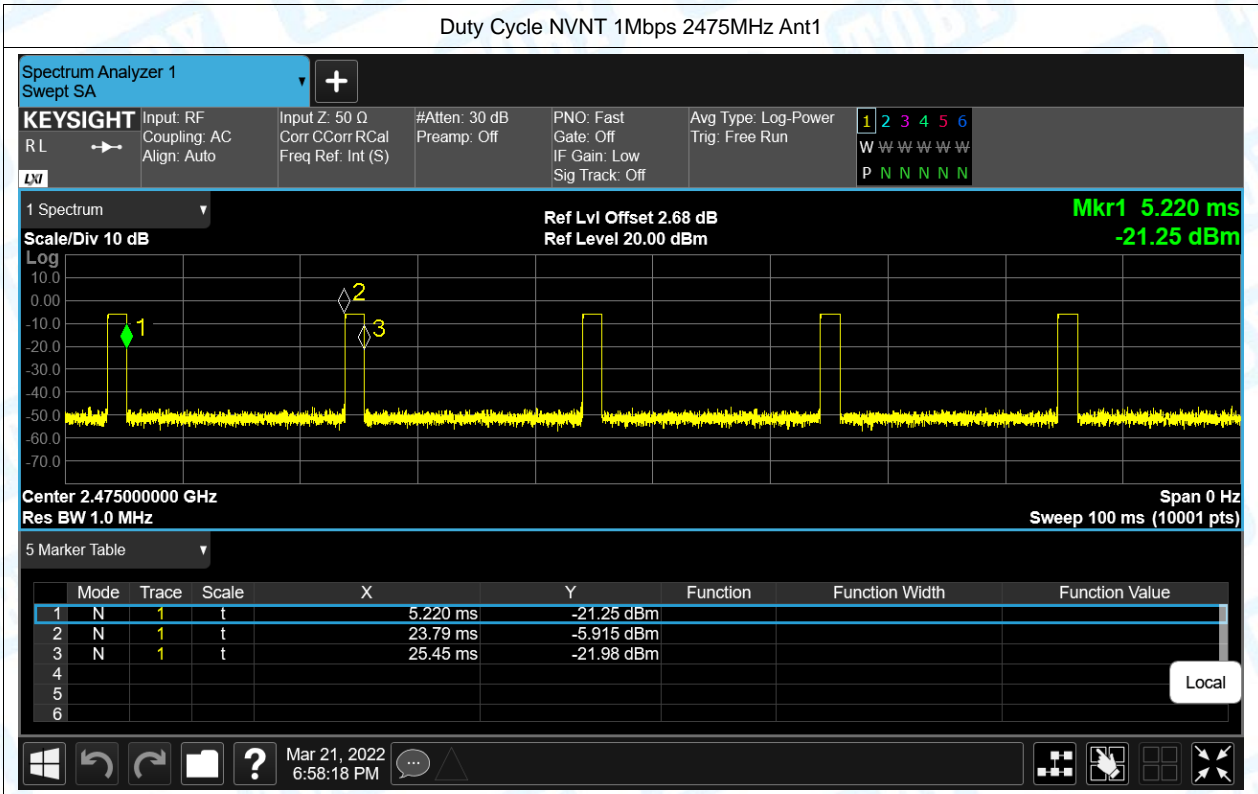 Duty Cycle NVNT 1Mbps 2475MHz Ant1
Spectrum Analyzer 1
Swept SA
KEYSIGHT
RL
LXI
Input: RF
Coupling: AC
Align: Auto
Input Z: 50 Ω
Corr CCorr RCal
Freq Ref: Int (S)
#Atten: 30 dB
Preamp: Off
PNO: Fast
Gate: Off
IF Gain: Low
Sig Track: Off
Avg Type: Log-Power
Trig: Free Run
1 2 3 4 5 6
W W W W W W
P N N N N N
1 Spectrum
Scale/Div 10 dB
Ref Lvl Offset 2.68 dB
Ref Level 20.00 dBm
Mkr1 5.220 ms
-21.25 dBm
Log
10.0
0.00
-10.0
-20.0
-30.0
-40.0
-50.0
-60.0
-70.0
1
2
3
Center 2.475000000 GHz
Span 0 Hz
Res BW 1.0 MHz
Sweep 100 ms (10001 pts)
5 Marker Table
Mode Trace Scale X Y Function Function Width Function Value
1 N 1 t 5.220 ms -21.25 dBm
2 N 1 t 23.79 ms -5.915 dBm
3 N 1 t 25.45 ms -21.98 dBm
4
5
6
Local
?
Mar 21, 2022
6:58:18 PM